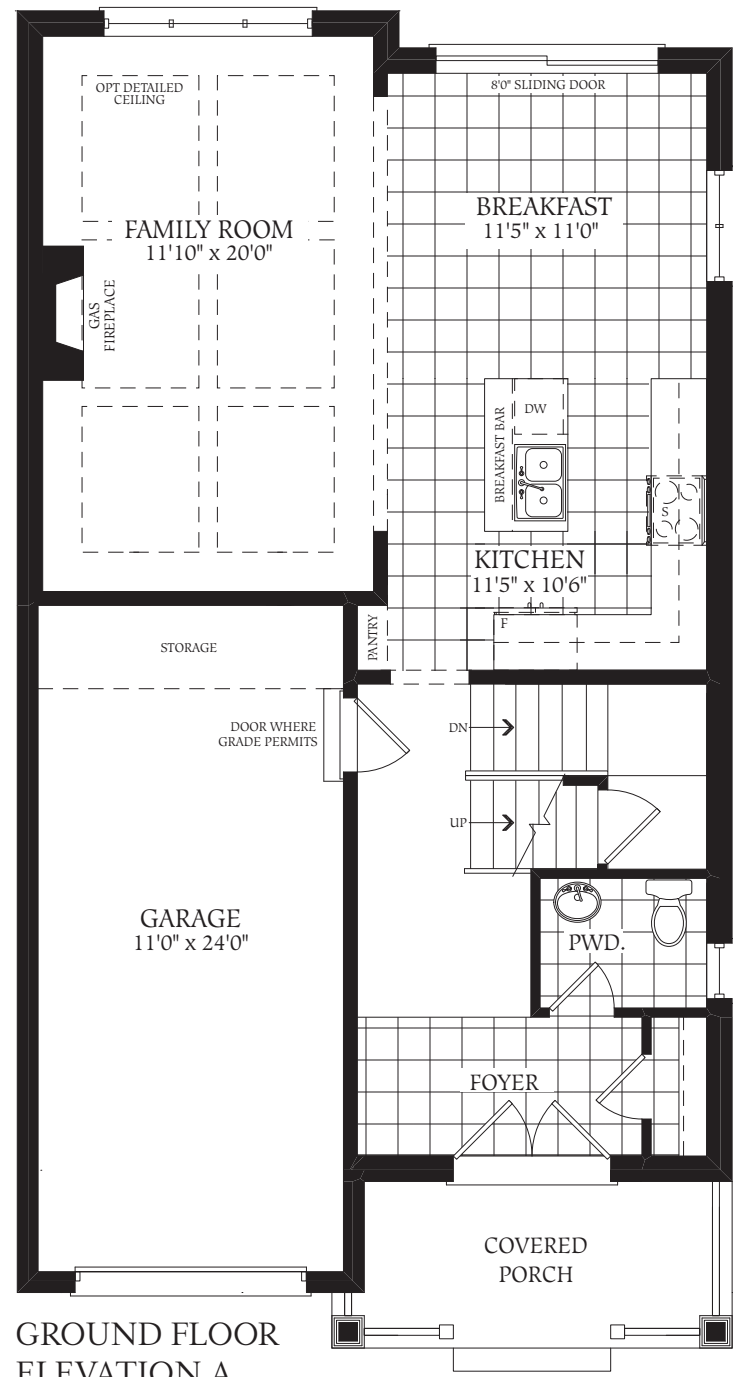 OPT DETAILED
CEILING
8'0" SLIDING DOOR
FAMILY ROOM
11'10" x 20'0"
BREAKFAST
11'5" x 11'0"
GAS
FIREPLACE
BREAKFAST BAR
DW
S
KITCHEN
11'5" x 10'6"
F
PANTRY
STORAGE
DOOR WHERE
GRADE PERMITS
DN
UP
GARAGE
11'0" x 24'0"
PWD.
FOYER
COVERED
PORCH
GROUND FLOOR
ELEVATION A